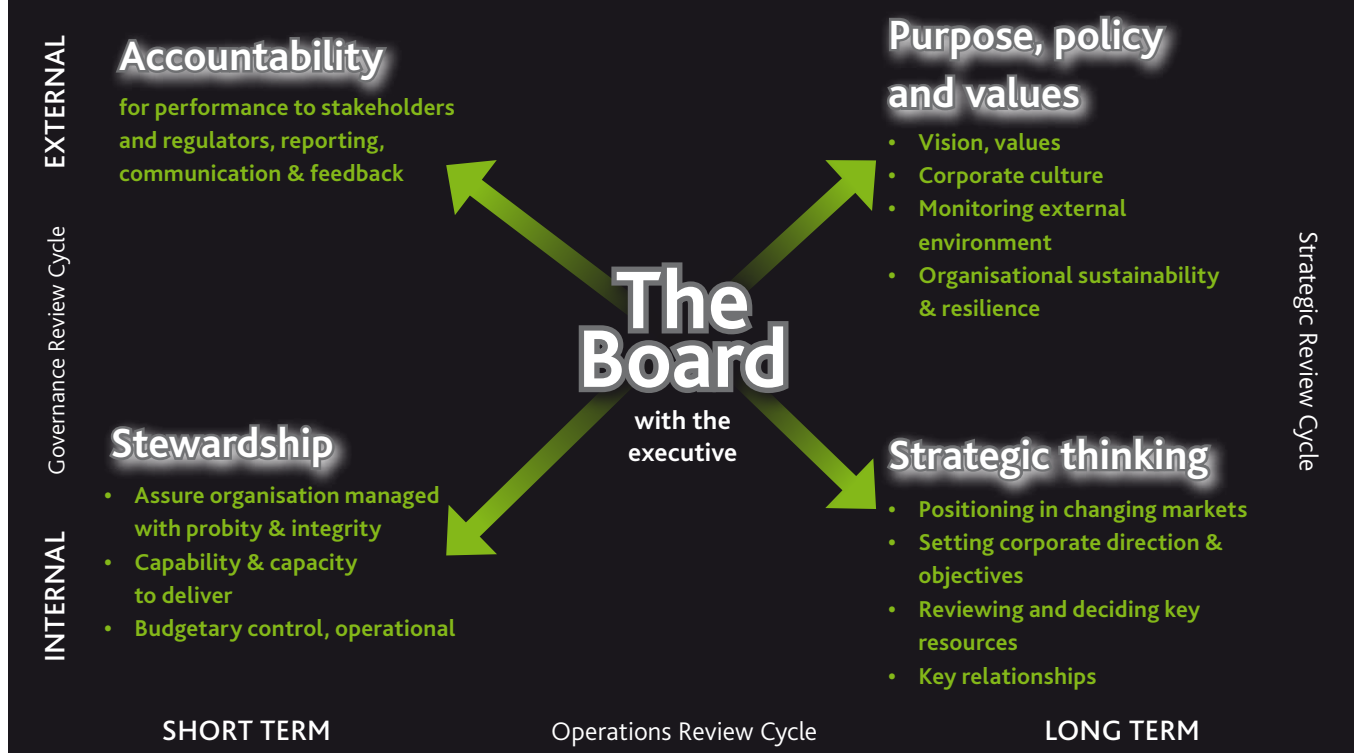 EXTERNAL
Governance Review Cycle
INTERNAL
Accountability
for performance to stakeholders
and regulators, reporting,
communication & feedback
Purpose, policy
and values
• Vision, values
• Corporate culture
• Monitoring external
environment
• Organisational sustainability
& resilience
The
Board
with the
executive
Stewardship
• Assure organisation managed
with probity & integrity
• Capability & capacity
to deliver
• Budgetary control, operational
Strategic thinking
• Positioning in changing markets
• Setting corporate direction &
objectives
• Reviewing and deciding key
resources
• Key relationships
Strategic Review Cycle
SHORT TERM
Operations Review Cycle
LONG TERM